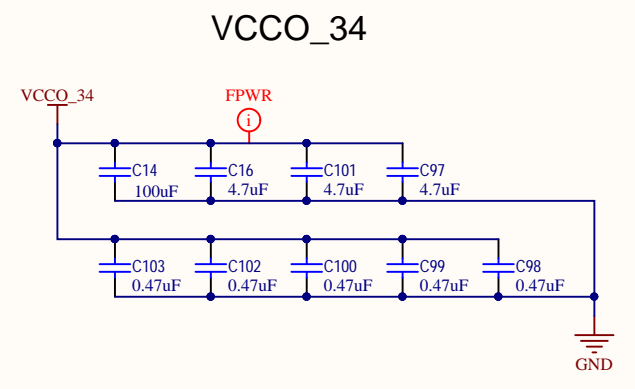 VCCO_34
VCCO_34
FPWR
i
C14
100uF
C16
4.7uF
C101
4.7uF
C97
4.7uF
C103
0.47uF
C102
0.47uF
C100
0.47uF
C99
0.47uF
C98
0.47uF
GND